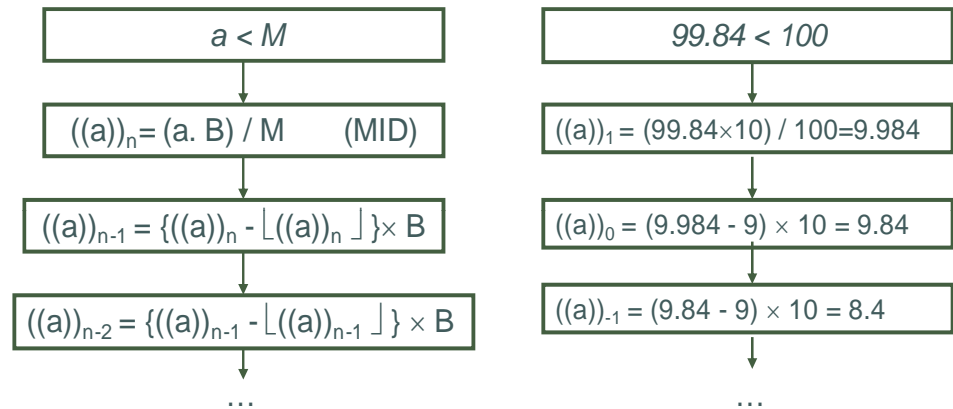 a < M
((a))n = (a. B) / M (MID)
((a))n-1 = {((a))n - ⌊((a))n ⌋ }× B
((a))n-2 = {((a))n-1 - ⌊((a))n-1 ⌋ } × B
...
99.84 < 100
((a))1 = (99.84×10) / 100=9.984
((a))0 = (9.984 - 9) × 10 = 9.84
((a))-1 = (9.84 - 9) × 10 = 8.4
...